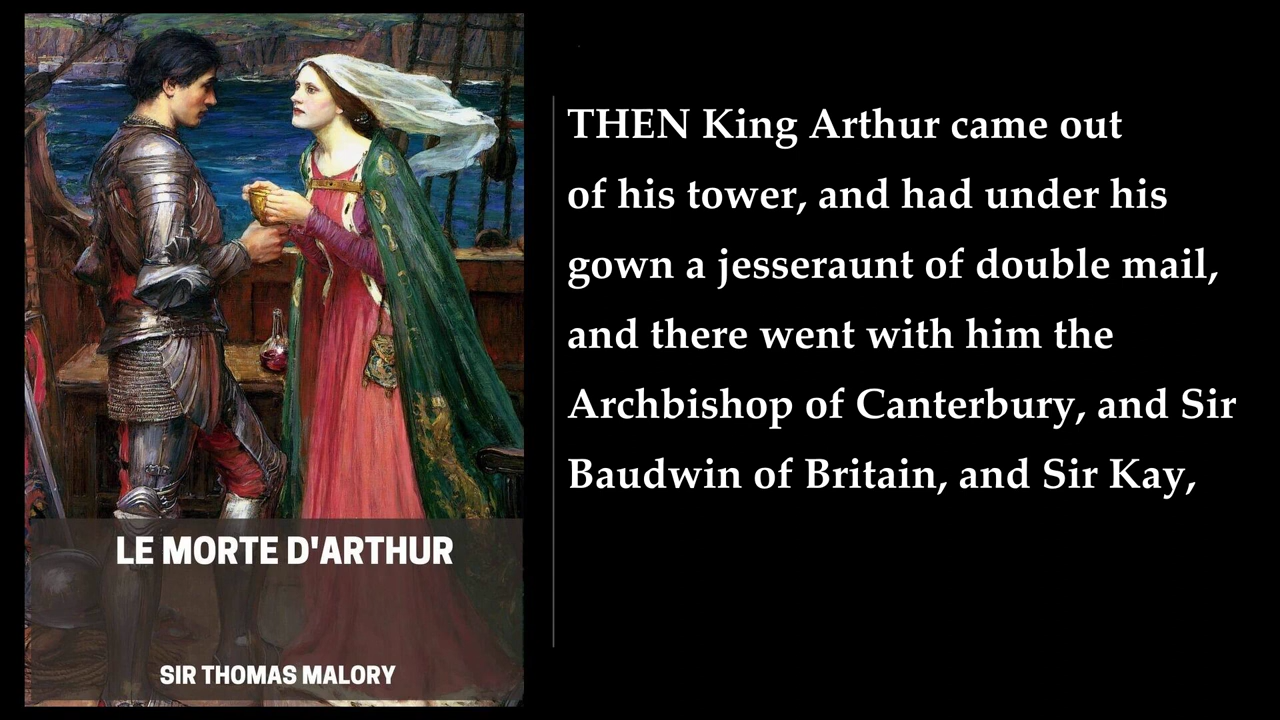 LE MORTE D'ARTHUR
SIR THOMAS MALORY
THEN King Arthur came out
of his tower, and had under his
gown a jesseraunt of double mail,
and there went with him the
Archbishop of Canterbury, and Sir
Baudwin of Britain, and Sir Kay,